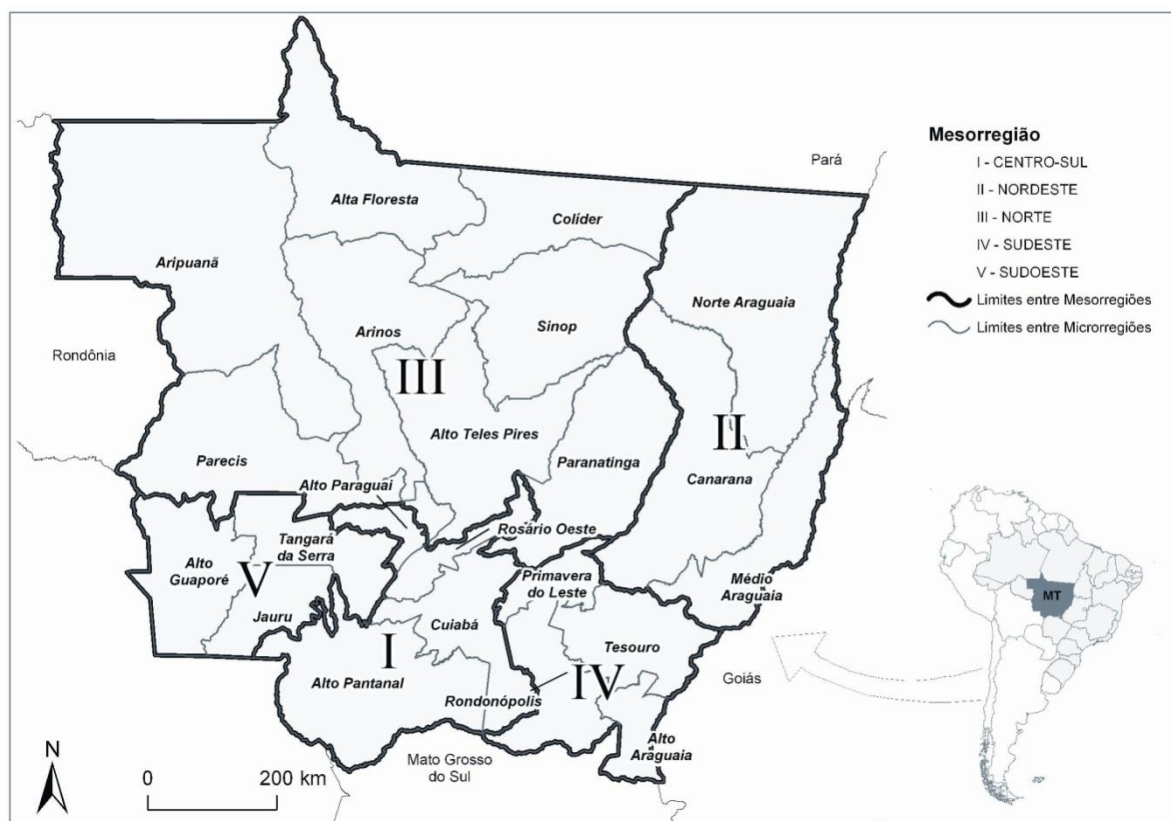 Pará
Mesorregião
I - CENTRO-SUL
II - NORDESTE
III - NORTE
IV - SUDESTE
V - SUDOESTE
Limites entre Mesorregiões
Limites entre Microrregiões
Alta Floresta
Colíder
Aripuanã
Norte Araguaia
Arinos
Sinop
Rondônia
III
II
Alto Teles Pires
Parecis
Paranatinga
Canarana
Alto Paraguai
Rosário Oeste
Tangará
da Serra
Alto
Guaporé
V
Primavera
do Leste
Médio
Araguaia
MT
Jauru
Cuiabá
I
Tesouro
IV
Goiás
Alto Pantanal
Rondonópolis
Alto
Araguaia
Mato Grosso
do Sul
N
0 200 km